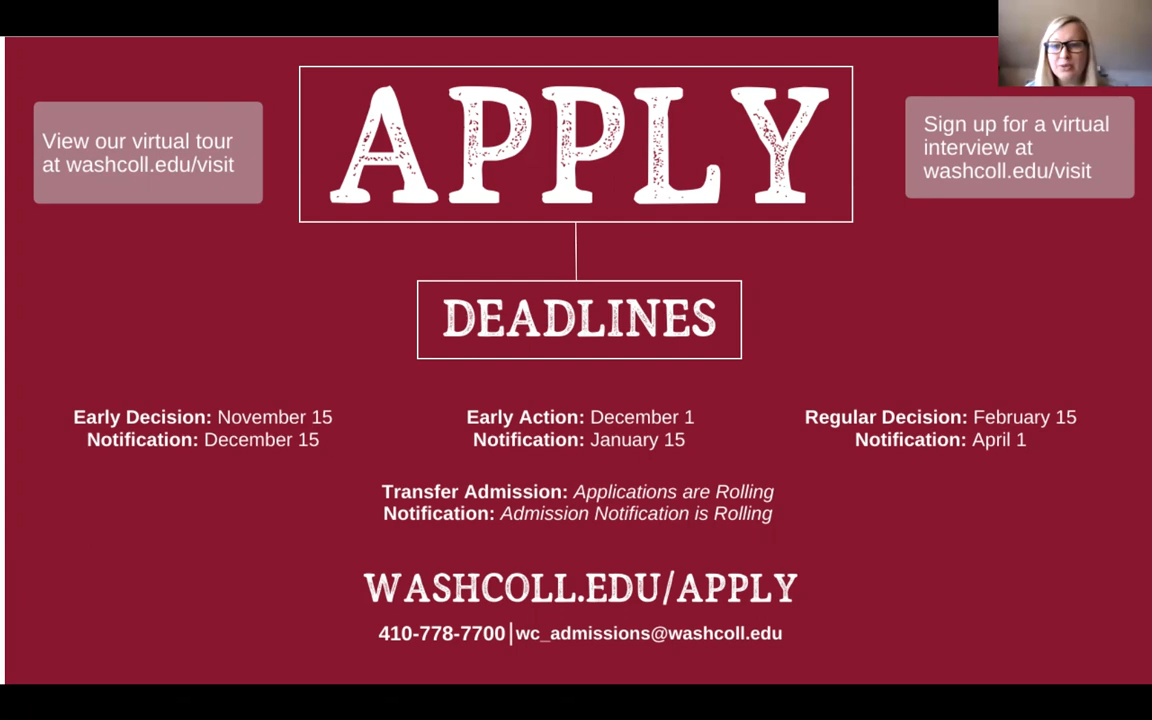 APPLY
View our virtual tour
at washcoll.edu/visit
Sign up for a virtual
interview at
washcoll.edu/visit
DEADLINES
Early Decision: November 15
Notification: December 15
Early Action: December 1
Notification: January 15
Regular Decision: February 15
Notification: April 1
Transfer Admission: Applications are Rolling
Notification: Admission Notification is Rolling
WASHCOLL.EDU/APPLY
410-778-7700|wc_admissions@washcoll.edu